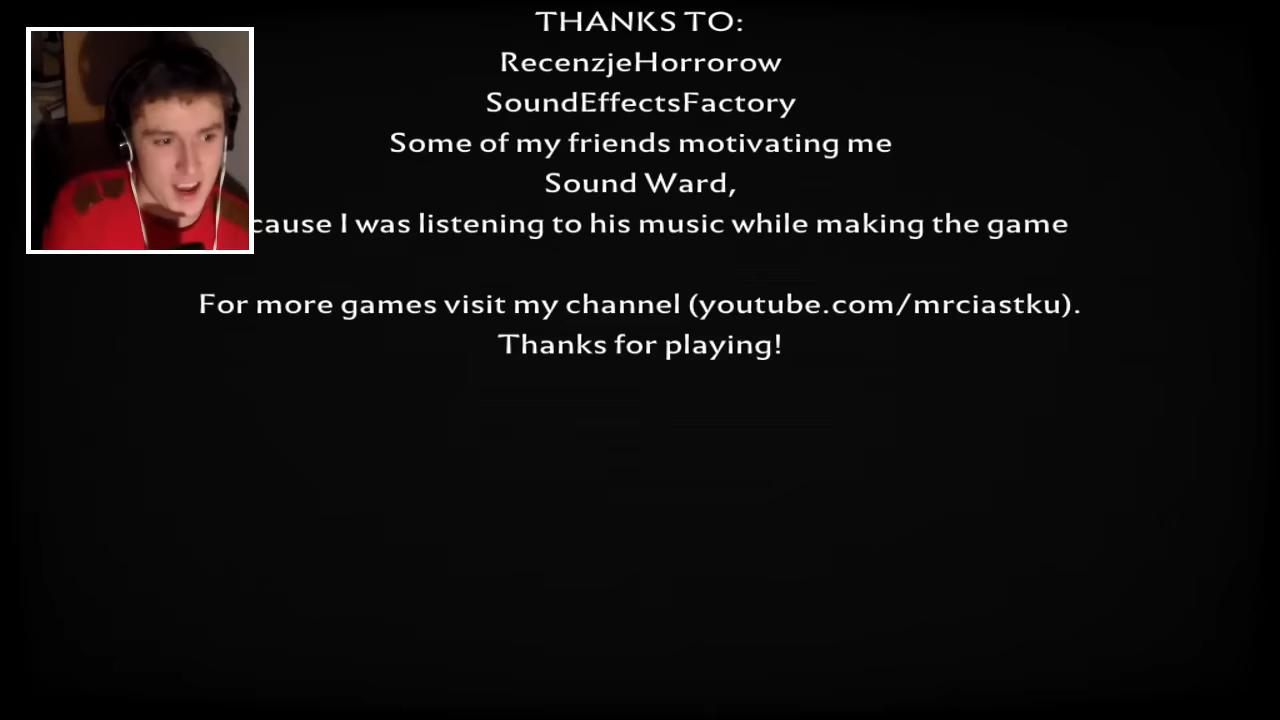 THANKS TO:
RecenzjeHorrorow
SoundEffectsFactory
Some of my friends motivating me
Sound Ward,
cause I was listening to his music while making the game
For more games visit my channel (youtube.com/mrciastku).
Thanks for playing!